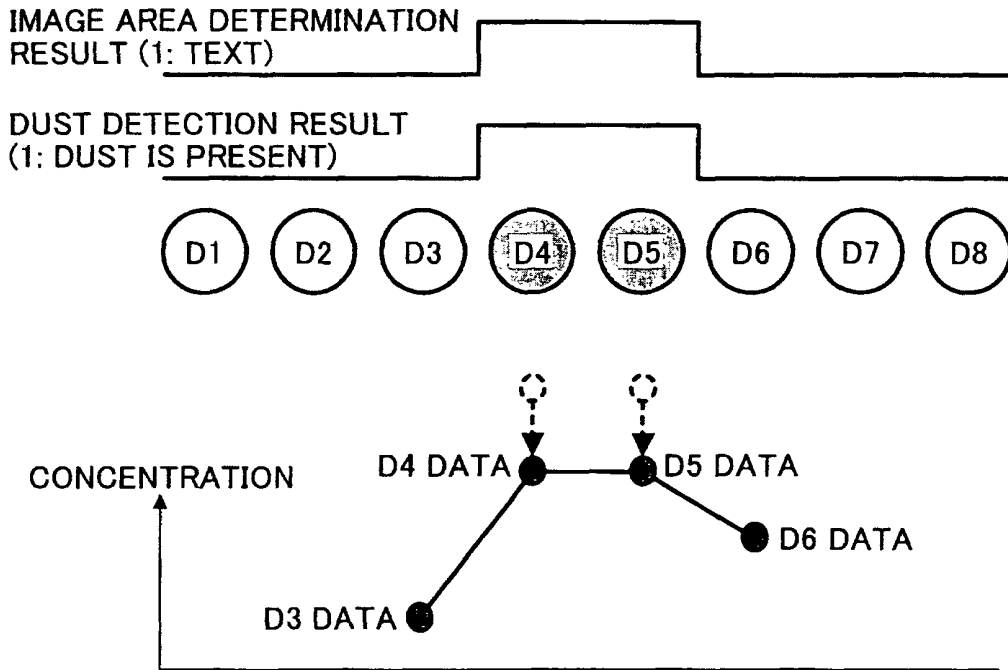 IMAGE AREA DETERMINATION
RESULT (1: TEXT)
DUST DETECTION RESULT
(1: DUST IS PRESENT)
D1 D2 D3 D4 D5 D6 D7 D8
D4 DATA D5 DATA
CONCENTRATION
D6 DATA
D3 DATA